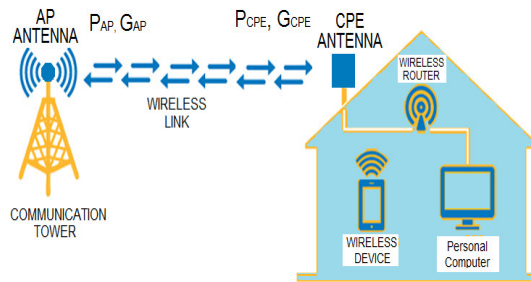 AP
ANTENNA
PAP, GAP
PCPE, GCPE
CPE
ANTENNA
WIRELESS
ROUTER
WIRELESS
LINK
COMMUNICATION
TOWER
WIRELESS
DEVICE
Personal
Computer